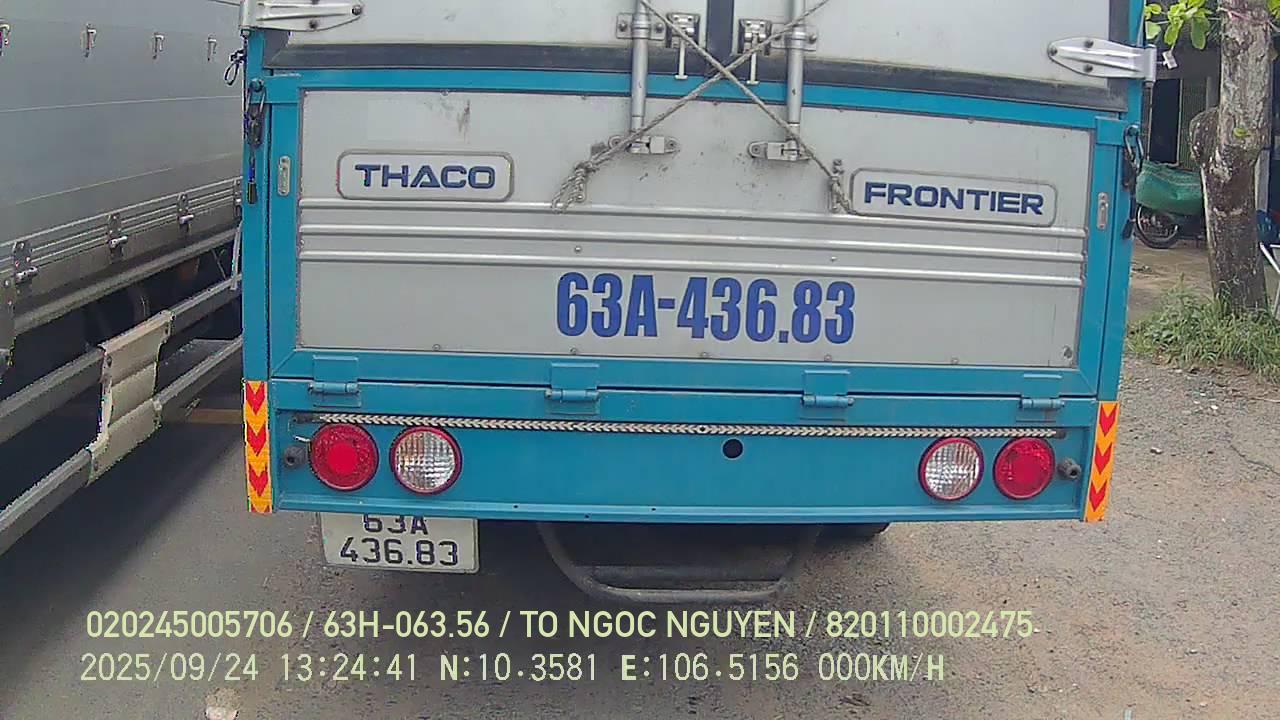 THACO
FRONTIER
63A-436.83
63A
436.83
020245005706 / 63H-063.56 / TO NGOC NGUYEN / 820110002475
2025/09/24 13:24:41 N:10.3581 E:106.5156 000KM/H